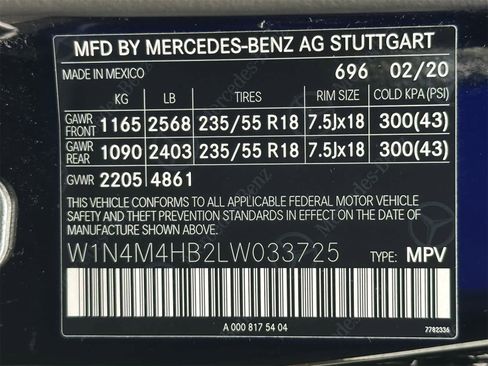 MFD BY MERCEDES-BENZ AG STUTTGART
MADE IN MEXICO 696 02/20
KG LB TIRES RIM SIZE COLD KPA (PSI)
GAWR FRONT 1165 2568 235/55 R18 7.5Jx18 300(43)
GAWR REAR 1090 2403 235/55 R18 7.5Jx18 300(43)
GVWR 2205 4861
THIS VEHICLE CONFORMS TO ALL APPLICABLE FEDERAL MOTOR VEHICLE
SAFETY AND THEFT PREVENTION STANDARDS IN EFFECT ON THE DATE OF
MANUFACTURE SHOWN ABOVE.
W1N4M4HB2LW033725 TYPE: MPV
A 000 817 54 04
7782336